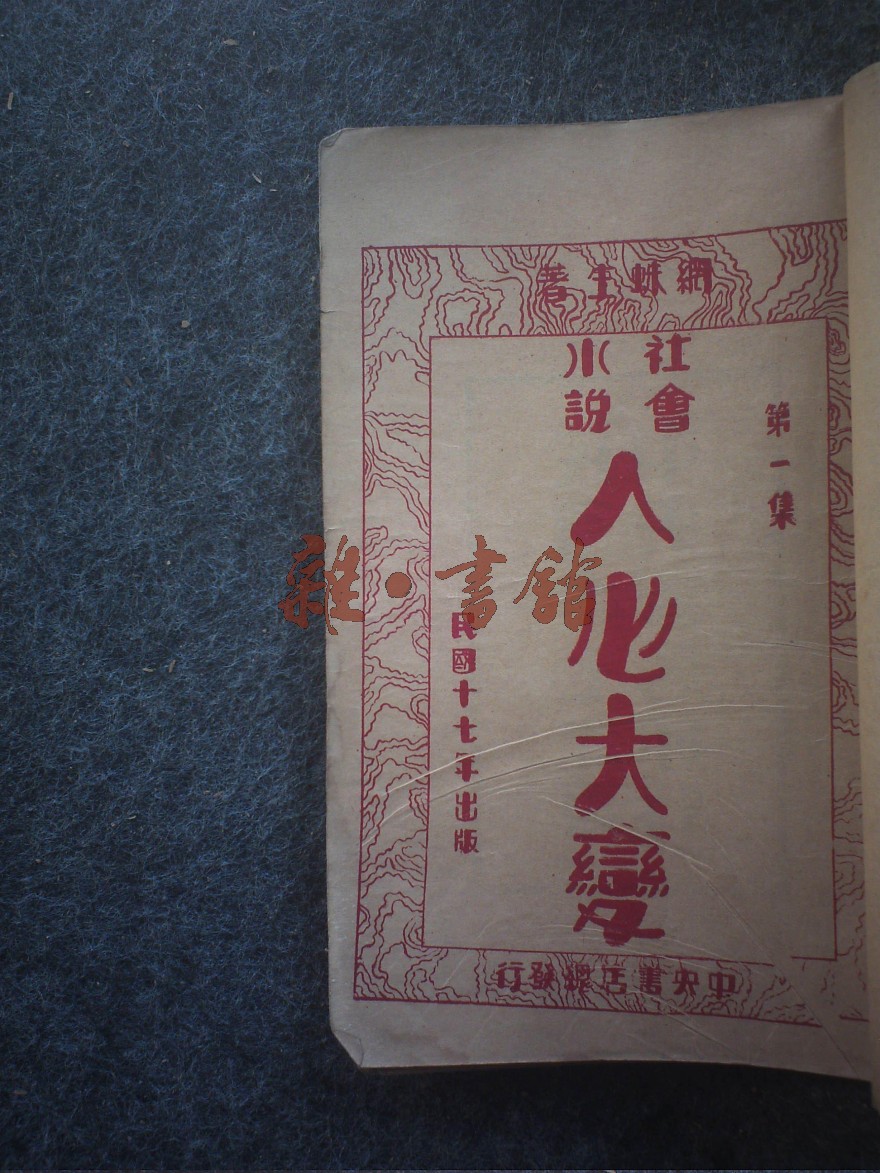 網蛛生著
第一集
社會
小說
人心大變
民國十七年出版
中央書店總發行
雜·書館